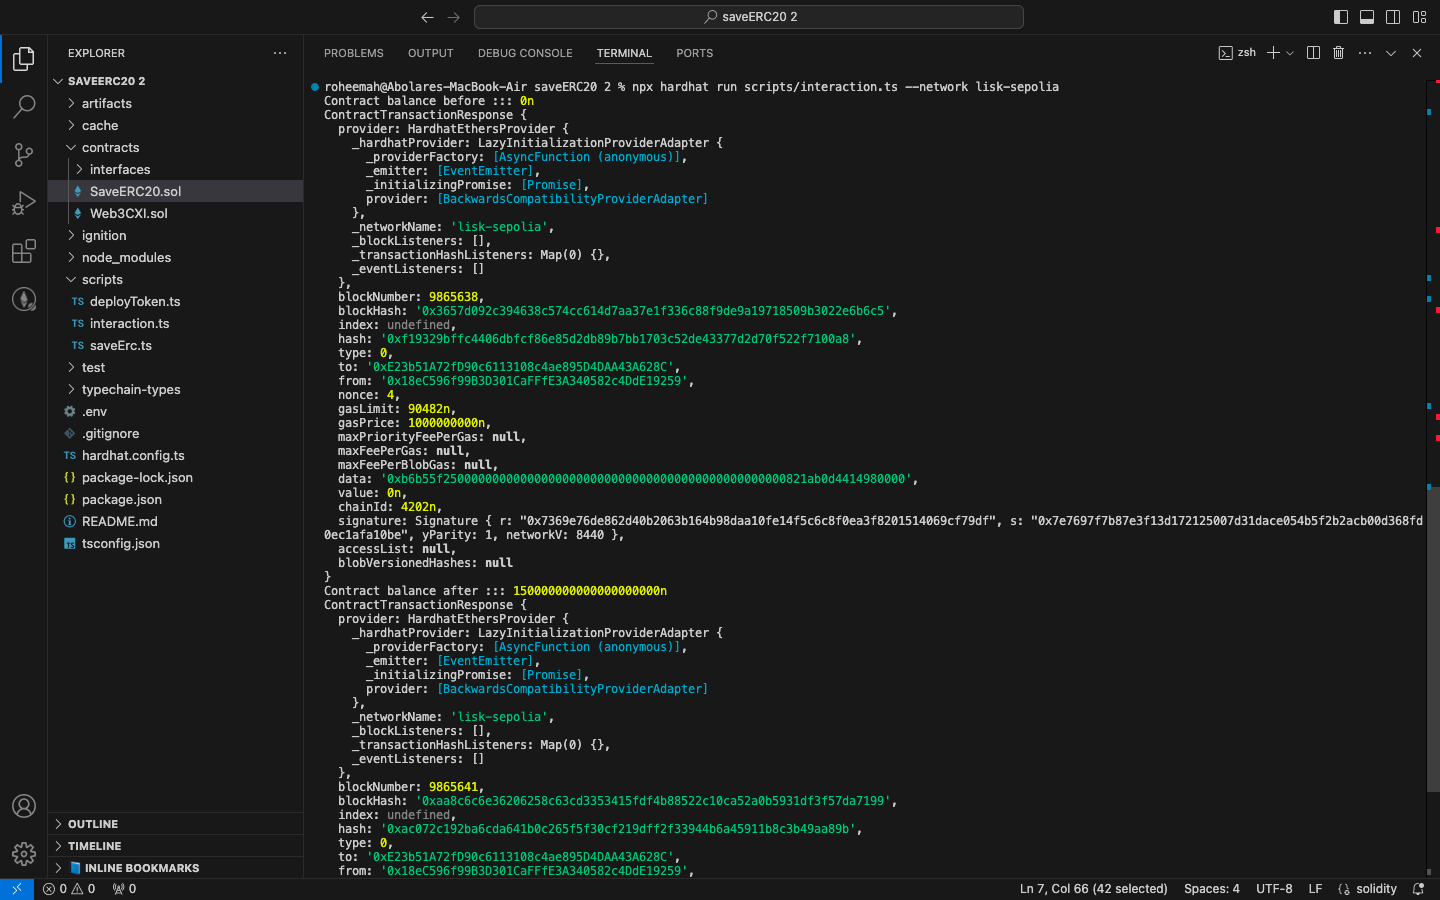 saveERC20 2
EXPLORER
SAVEERC20 2
artifacts
cache
contracts
interfaces
SaveERC20.sol
Web3CXI.sol
ignition
node_modules
scripts
TS deployToken.ts
TS interaction.ts
TS saveErc.ts
test
typechain-types
.env
.gitignore
TS hardhat.config.ts
{} package-lock.json
{} package.json
README.md
TS tsconfig.json
OUTLINE
TIMELINE
INLINE BOOKMARKS
PROBLEMS OUTPUT DEBUG CONSOLE TERMINAL PORTS
zsh
roheemah@Abolares-MacBook-Air saveERC20 2 % npx hardhat run scripts/interaction.ts --network lisk-sepolia
Contract balance before ::: 0n
ContractTransactionResponse {
provider: HardhatEthersProvider {
_hardhatProvider: LazyInitializationProviderAdapter {
_providerFactory: [AsyncFunction (anonymous)],
_emitter: [EventEmitter],
_initializingPromise: [Promise],
provider: [BackwardsCompatibilityProviderAdapter]
},
_networkName: 'lisk-sepolia',
_blockListeners: [],
_transactionHashListeners: Map(0) {},
_eventListeners: []
},
blockNumber: 9865638,
blockHash: '0x3657d092c394638c574cc614d7aa37e1f336c88f9de9a19718509b3022e6b6c5',
index: undefined,
hash: '0xf19329bffc4406dbfcf86e85d2db89b7bb1703c52de43377d2d70f522f7100a8',
type: 0,
to: '0xE23b51A72fD90c6113108c4ae895D4DAA43A628C',
from: '0x18eC596f99B3D301CaFFfE3A340582c4DdE19259',
nonce: 4,
gasLimit: 90482n,
gasPrice: 1000000000n,
maxPriorityFeePerGas: null,
maxFeePerGas: null,
maxFeePerBlobGas: null,
data: '0xb6b55f250000000000000000000000000000000000000000000000821ab0d4414980000',
value: 0n,
chainId: 4202n,
signature: Signature { r: "0x7369e76de862d40b2063b164b98daa10fe14f5c6c8f0ea3f8201514069cf79df", s: "0x7e7697f7b87e3f13d172125007d31dace054b5f2b2acb00d368fd
0ec1afa10be", yParity: 1, networkV: 8440 },
accessList: null,
blobVersionedHashes: null
}
Contract balance after ::: 150000000000000000000n
ContractTransactionResponse {
provider: HardhatEthersProvider {
_hardhatProvider: LazyInitializationProviderAdapter {
_providerFactory: [AsyncFunction (anonymous)],
_emitter: [EventEmitter],
_initializingPromise: [Promise],
provider: [BackwardsCompatibilityProviderAdapter]
},
_networkName: 'lisk-sepolia',
_blockListeners: [],
_transactionHashListeners: Map(0) {},
_eventListeners: []
},
blockNumber: 9865641,
blockHash: '0xaa8c6c6e36206258c63cd3353415fdf4b88522c10ca52a0b5931df3f57da7199',
index: undefined,
hash: '0xac072c192ba6cda641b0c265f5f30cf219dff2f33944b6a45911b8c3b49aa89b',
type: 0,
to: '0xE23b51A72fD90c6113108c4ae895D4DAA43A628C',
from: '0x18eC596f99B3D301CaFFfE3A340582c4DdE19259',
0 0 0 Ln 7, Col 66 (42 selected) Spaces: 4 UTF-8 LF solidity